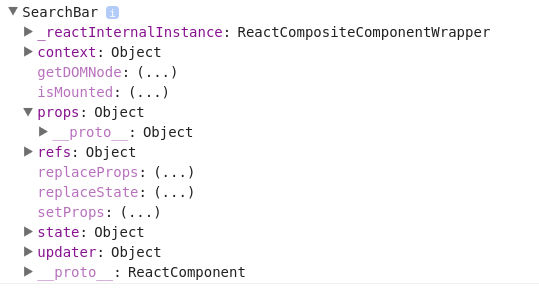 SearchBar i
_reactInternalInstance: ReactCompositeComponentWrapper
context: Object
getDOMNode: (...)
isMounted: (...)
props: Object
__proto__: Object
refs: Object
replaceProps: (...)
replaceState: (...)
setProps: (...)
state: Object
updater: Object
__proto__: ReactComponent